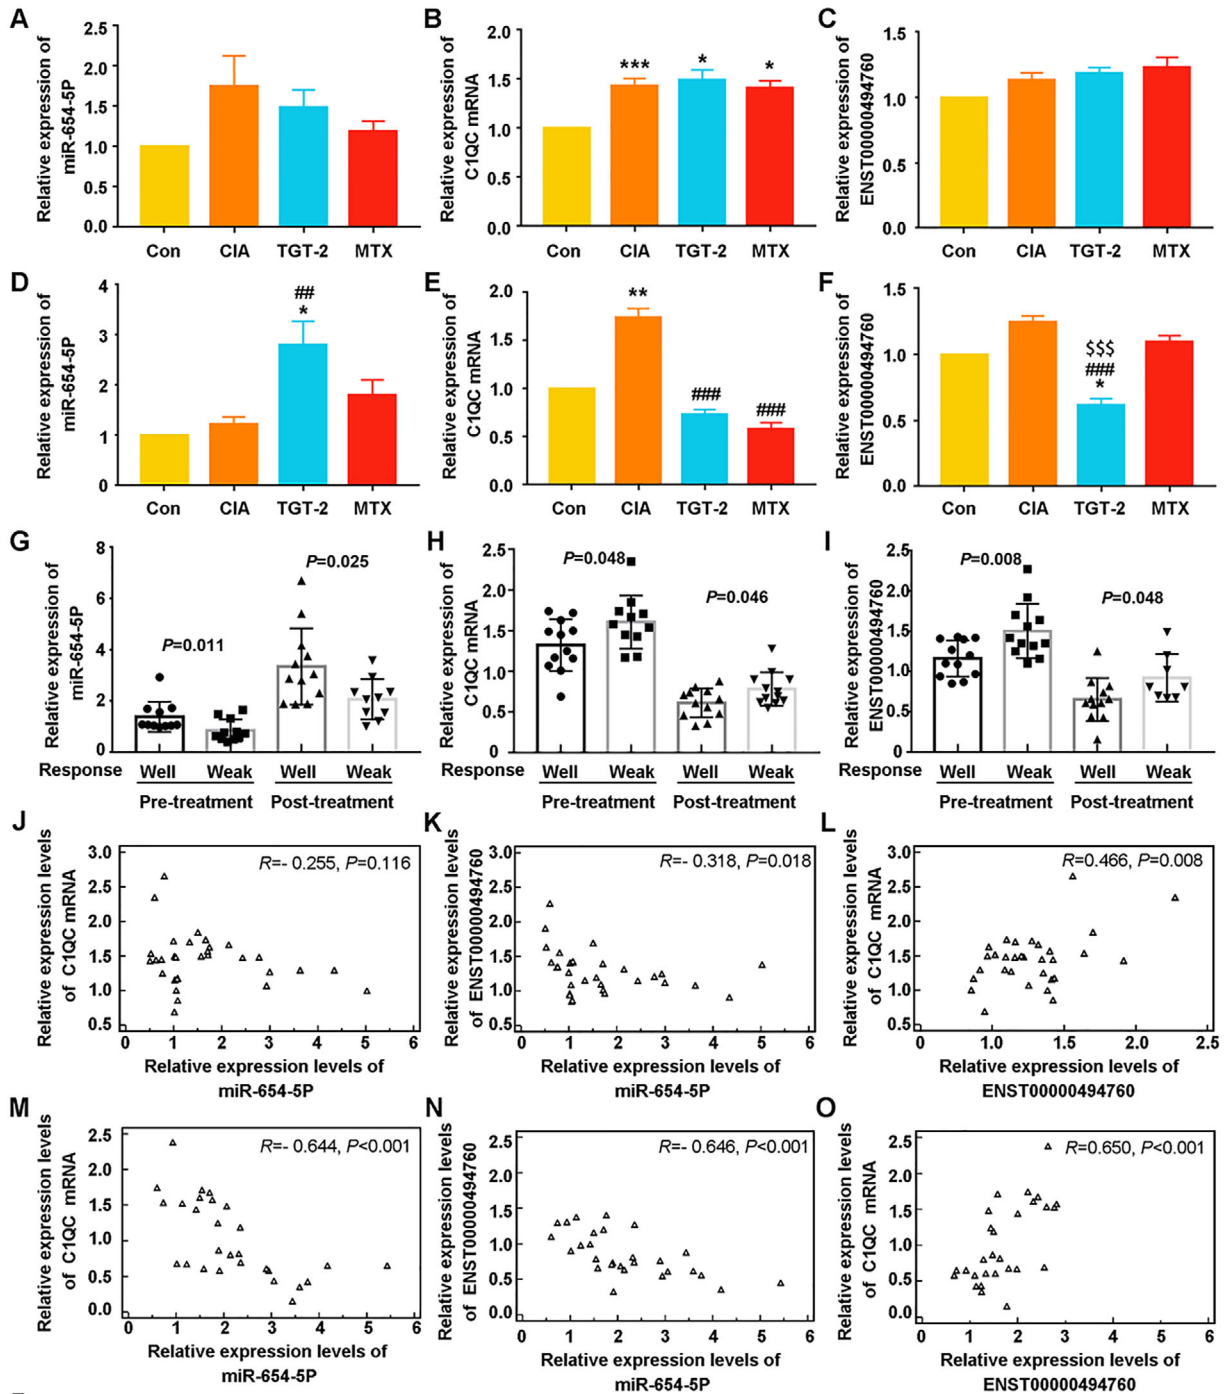 A
Relative expression of
miR-654-5P
2.5
2.0
1.5
1.0
0.5
0.0
Con CIA TGT-2 MTX
B
Relative expression of
C1QC mRNA
2.0
1.5
1.0
0.5
0.0
*** * *
Con CIA TGT-2 MTX
C
Relative expression of
ENST00000494760
1.5
1.0
0.5
0.0
Con CIA TGT-2 MTX
D
Relative expression of
miR-654-5P
4
3
2
1
0
##
*
Con CIA TGT-2 MTX
E
Relative expression of
C1QC mRNA
2.0
1.5
1.0
0.5
0.0
** ### ###
Con CIA TGT-2 MTX
F
Relative expression of
ENST00000494760
1.5
1.0
0.5
0.0
$$$
###
*
Con CIA TGT-2 MTX
G
Relative expression of
miR-654-5P
8
6
4
2
0
P=0.011
P=0.025
Response Well Weak Well Weak
Pre-treatment Post-treatment
H
Relative expression of
C1QC mRNA
2.5
2.0
1.5
1.0
0.5
0
P=0.048
P=0.046
Response Well Weak Well Weak
Pre-treatment Post-treatment
I
Relative expression of
ENST00000494760
2.5
2.0
1.5
1.0
0.5
0
P=0.008
P=0.048
Response Well Weak Well Weak
Pre-treatment Post-treatment
J
Relative expression levels
of C1QC mRNA
3.0
2.5
2.0
1.5
1.0
0.5
R=- 0.255, P=0.116
0 1 2 3 4 5 6
Relative expression levels of
miR-654-5P
K
Relative expression levels
of ENST00000494760
3.0
2.5
2.0
1.5
1.0
0.5
R=- 0.318, P=0.018
0 1 2 3 4 5 6
Relative expression levels of
miR-654-5P
L
Relative expression levels
of C1QC mRNA
3.0
2.5
2.0
1.5
1.0
0.5
R=0.466, P=0.008
0 1.0 1.5 2.0 2.5
Relative expression levels of
ENST00000494760
M
Relative expression levels
of C1QC mRNA
2.5
2.0
1.5
1.0
0.5
0.0
R=- 0.644, P<0.001
0 1 2 3 4 5 6
Relative expression levels of
miR-654-5P
N
Relative expression levels
of ENST00000494760
2.5
2.0
1.5
1.0
0.5
0.0
R=- 0.646, P<0.001
0 1 2 3 4 5 6
Relative expression levels of
miR-654-5P
O
Relative expression levels
of C1QC mRNA
2.5
2.0
1.5
1.0
0.5
0.0
R=0.650, P<0.001
0 1 2 3 4 5 6
Relative expression levels of
ENST00000494760